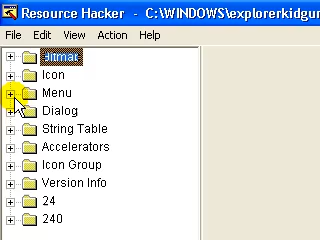 Resource Hacker - C:\WINDOWS\explorerkidgun
File Edit View Action Help
Bitmap
Icon
Menu
Dialog
String Table
Accelerators
Icon Group
Version Info
24
240